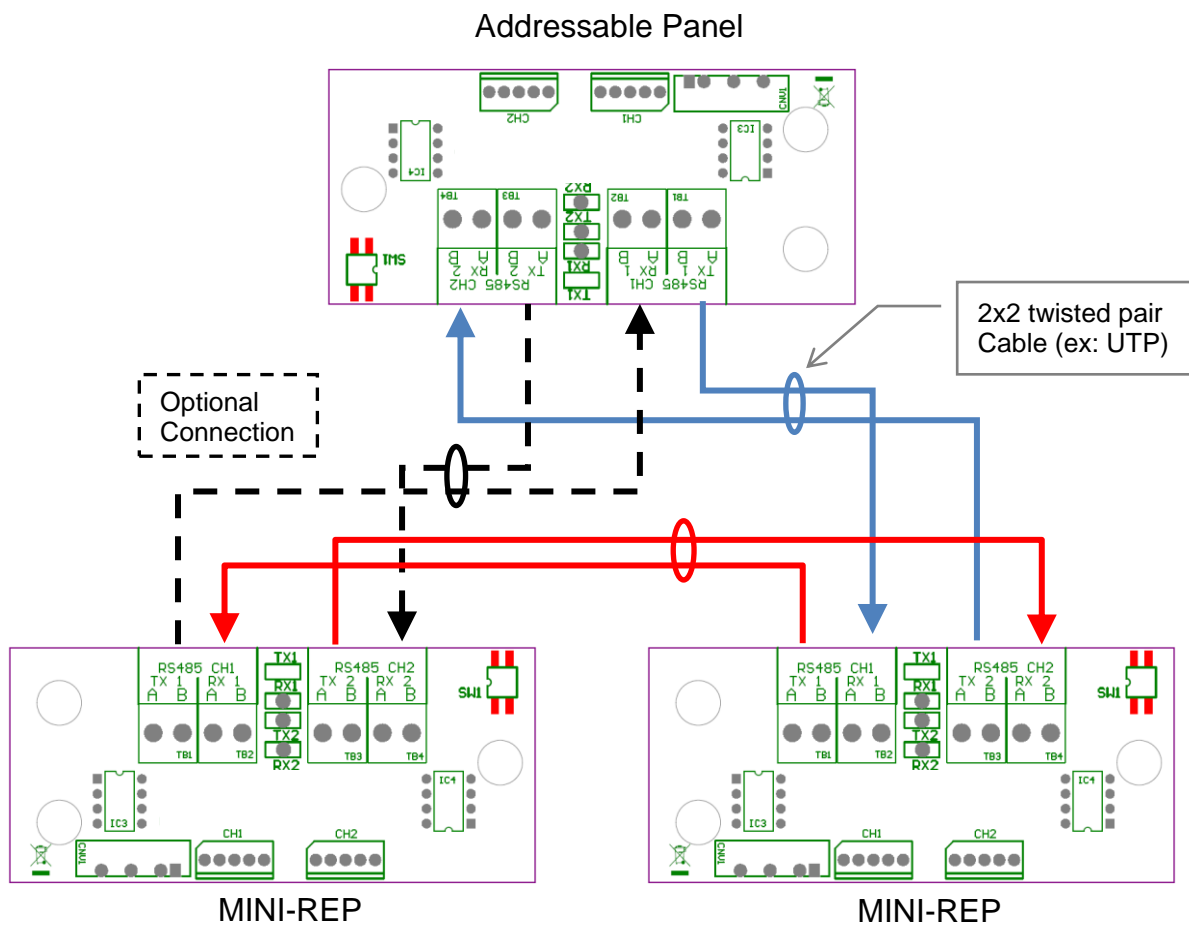 Addressable Panel
CH2
CH1
CNV1
IC4
IC3
TB4
TB3
RX2
TB2
TB1
TX2
RX1
TX1
SW1
B A B A
RX 2 TX 2
RS485 CH2
B A B A
RX 1 TX 1
RS485 CH1
2x2 twisted pair
Cable (ex: UTP)
Optional
Connection
RS485 CH1
TX 1 RX 1
A B A B
TX1
RX1
TX2
RX2
RS485 CH2
TX 2 RX 2
A B A B
SW1
TB1
TB2
TB3
TB4
IC3
IC4
CNV1
CH1
CH2
MINI-REP
RS485 CH1
TX 1 RX 1
A B A B
TX1
RX1
TX2
RX2
RS485 CH2
TX 2 RX 2
A B A B
SW1
TB1
TB2
TB3
TB4
IC3
IC4
CNV1
CH1
CH2
MINI-REP